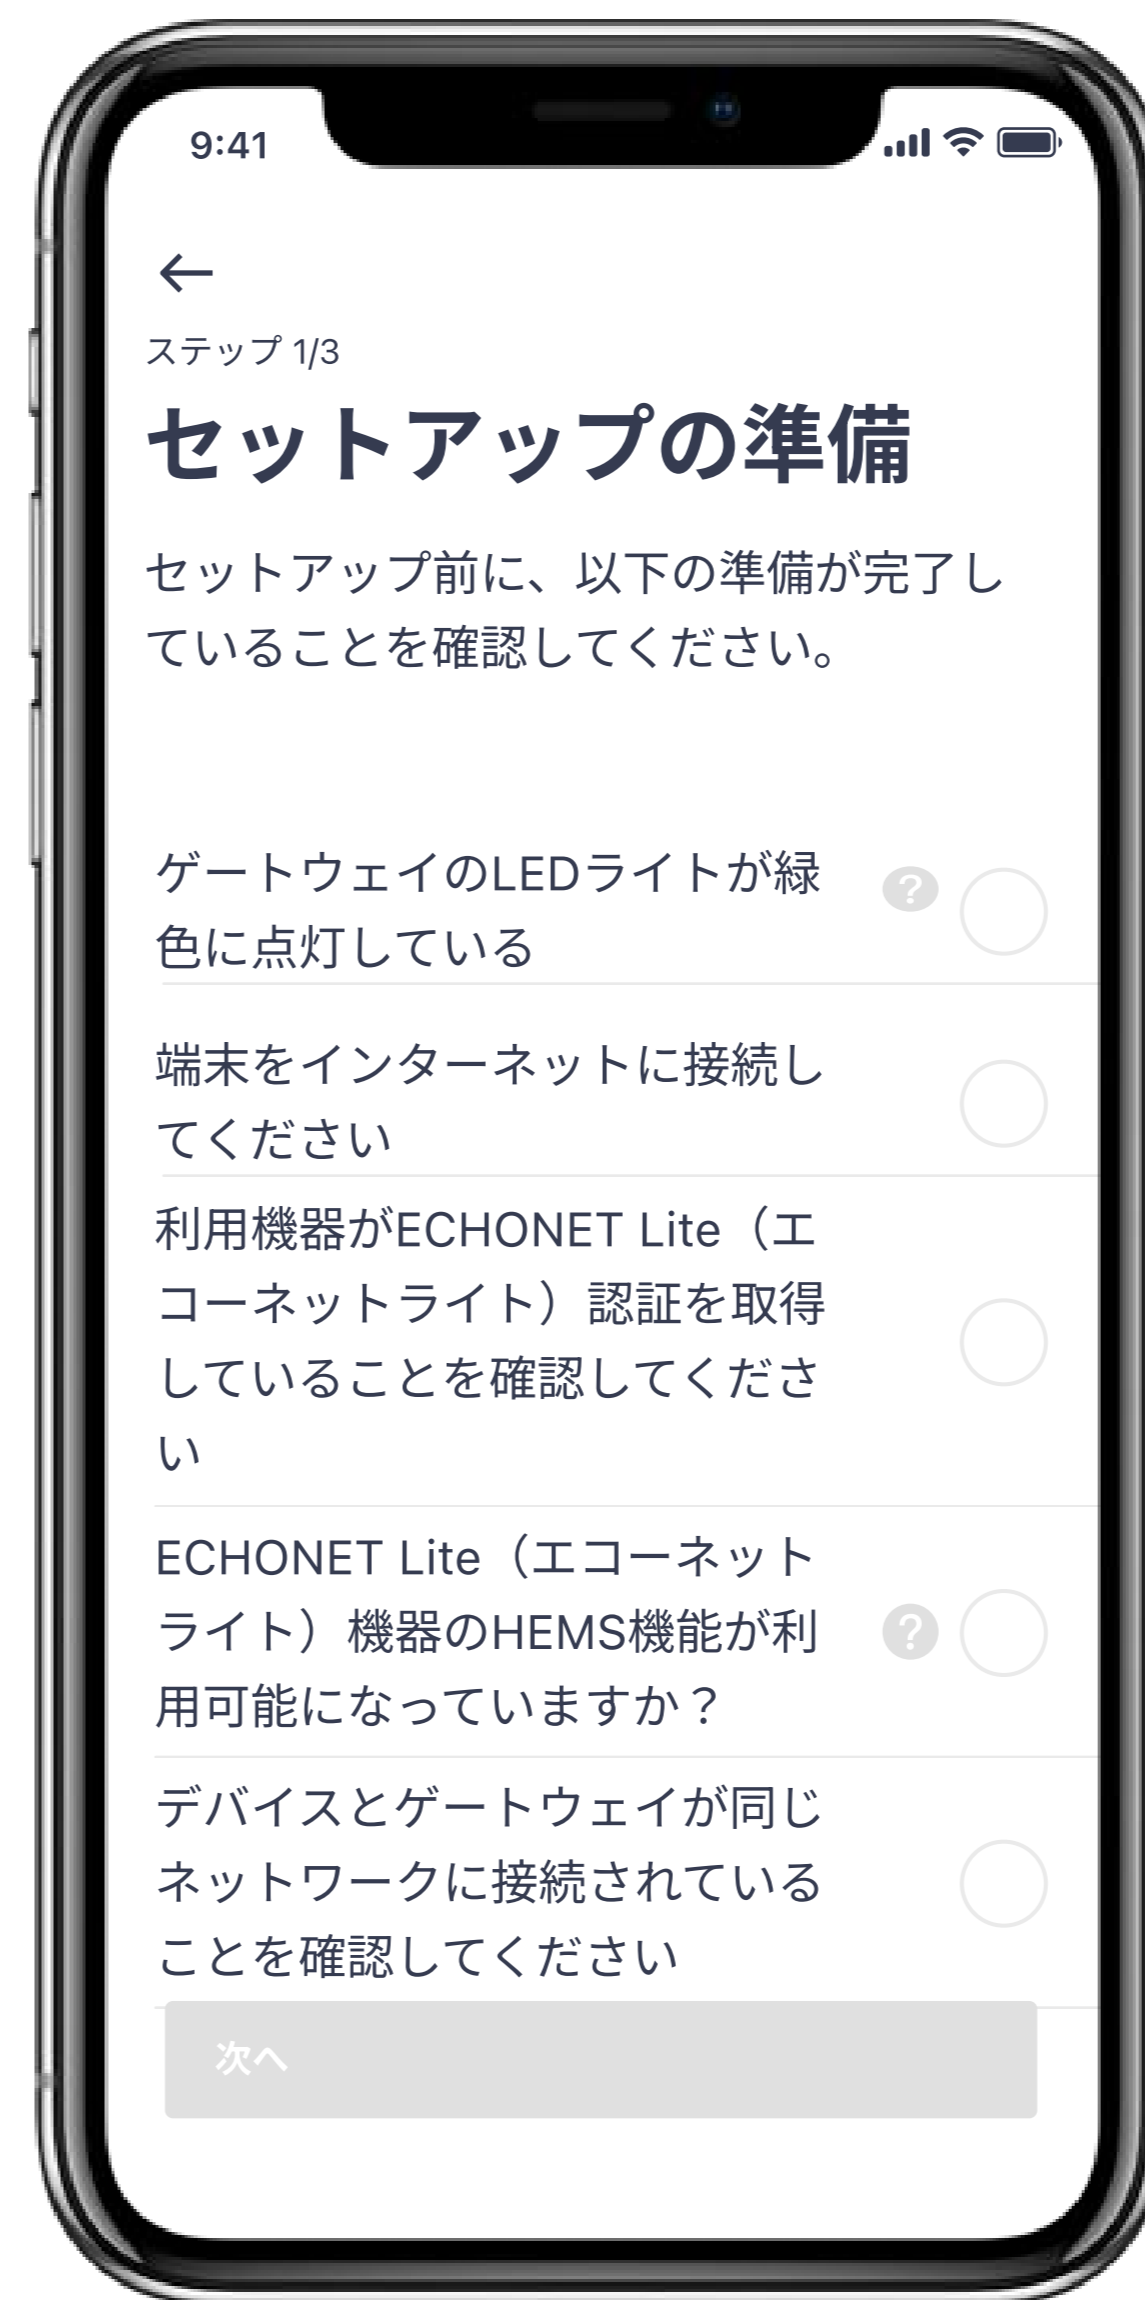 9:41
ステップ 1/3
セットアップの準備
セットアップ前に、以下の準備が完了し
ていることを確認してください。
ゲートウェイのLEDライトが緑
?
色に点灯している
端末をインターネットに接続し
てください
利用機器がECHONET Lite（エ
コーネットライト）認証を取得
していることを確認してくださ
い
ECHONET Lite（エコーネット
ライト）機器のHEMS機能が利
?
用可能になっていますか？
デバイスとゲートウェイが同じ
ネットワークに接続されている
ことを確認してください
次へ